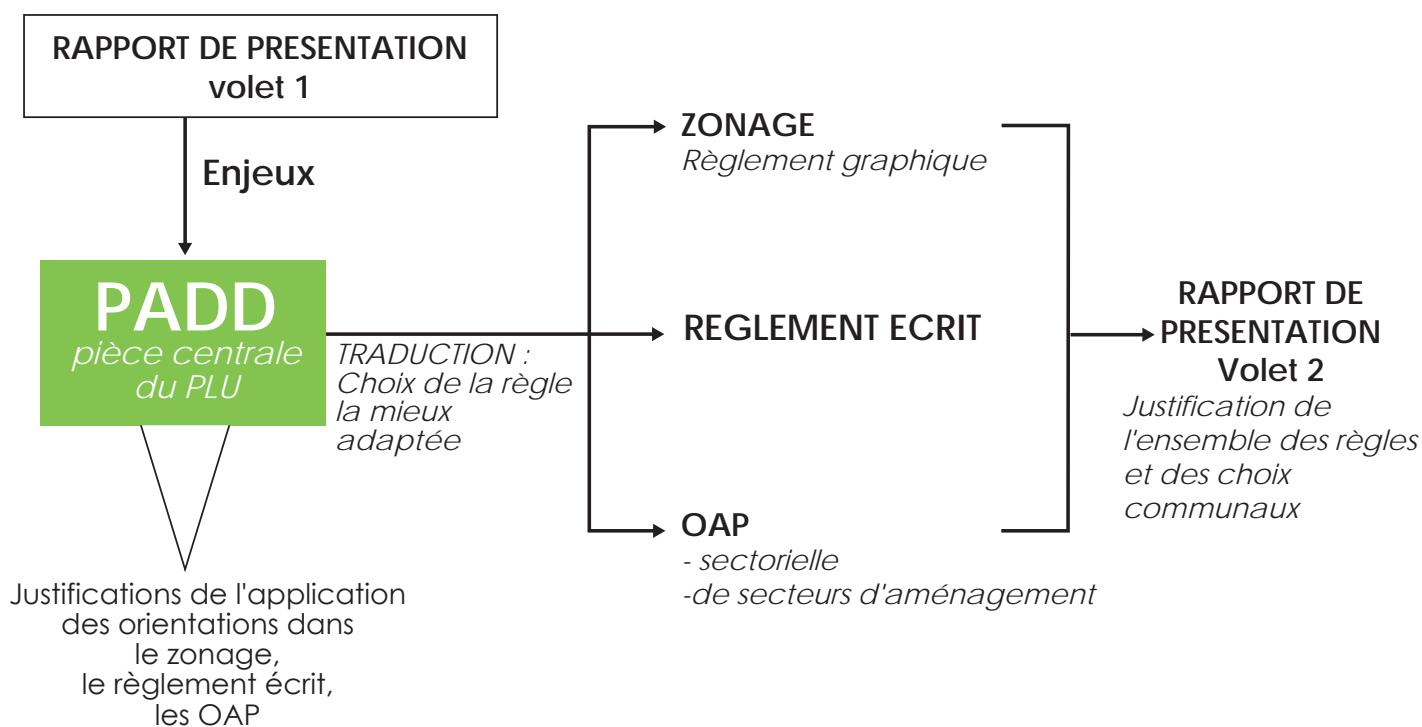 RAPPORT DE PRESENTATION
volet 1
Enjeux
PADD
pièce centrale
du PLU
TRADUCTION :
Choix de la règle
la mieux
adaptée
Justifications de l'application
des orientations dans
le zonage,
le règlement écrit,
les OAP
ZONAGE
Règlement graphique
REGLEMENT ECRIT
OAP
- sectorielle
-de secteurs d'aménagement
RAPPORT DE
PRESENTATION
Volet 2
Justification de
l'ensemble des règles
et des choix
communaux